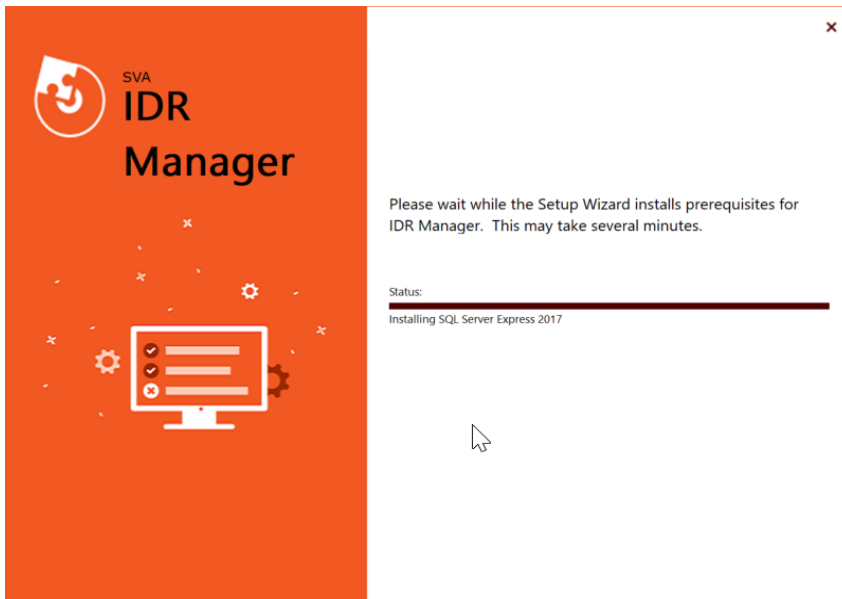 SVA
IDR
Manager
Please wait while the Setup Wizard installs prerequisites for
IDR Manager.  This may take several minutes.
Status:
Installing SQL Server Express 2017